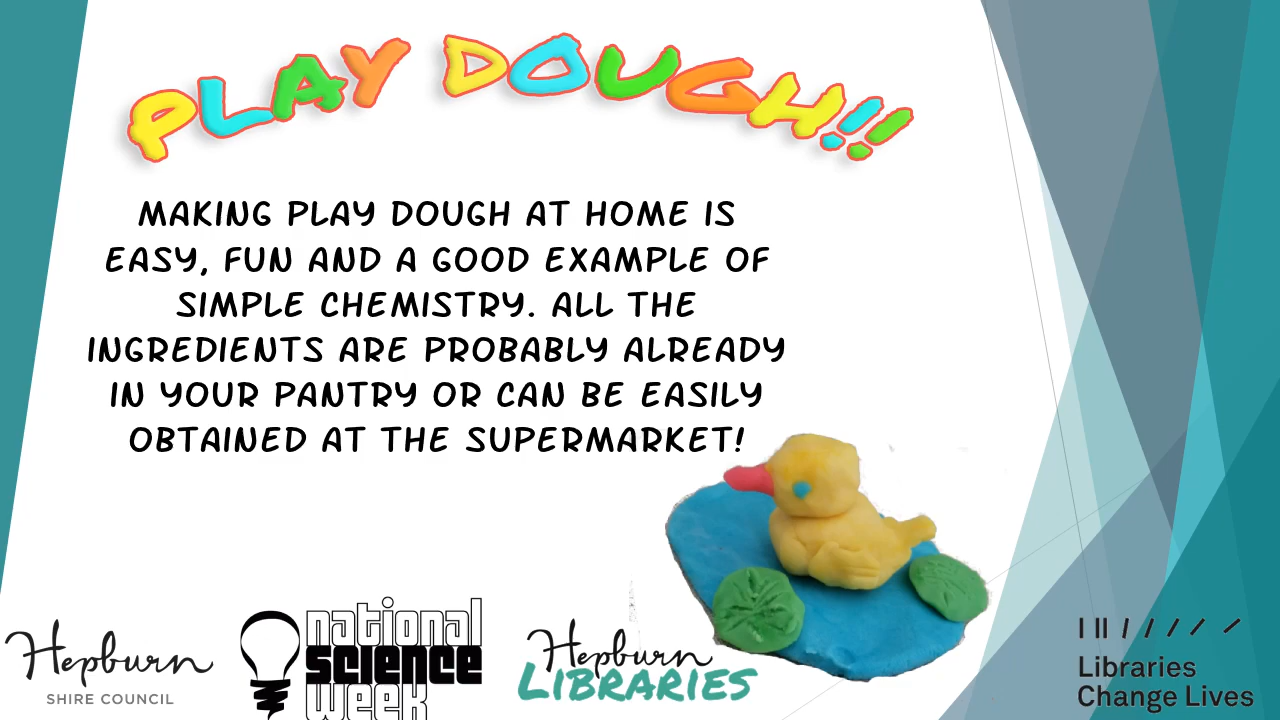 PLAY DOUGH!!
MAKING PLAY DOUGH AT HOME IS
EASY, FUN AND A GOOD EXAMPLE OF
SIMPLE CHEMISTRY. ALL THE
INGREDIENTS ARE PROBABLY ALREADY
IN YOUR PANTRY OR CAN BE EASILY
OBTAINED AT THE SUPERMARKET!
Hepburn
SHIRE COUNCIL
national
science
week
Hepburn
LIBRARIES
Libraries
Change Lives